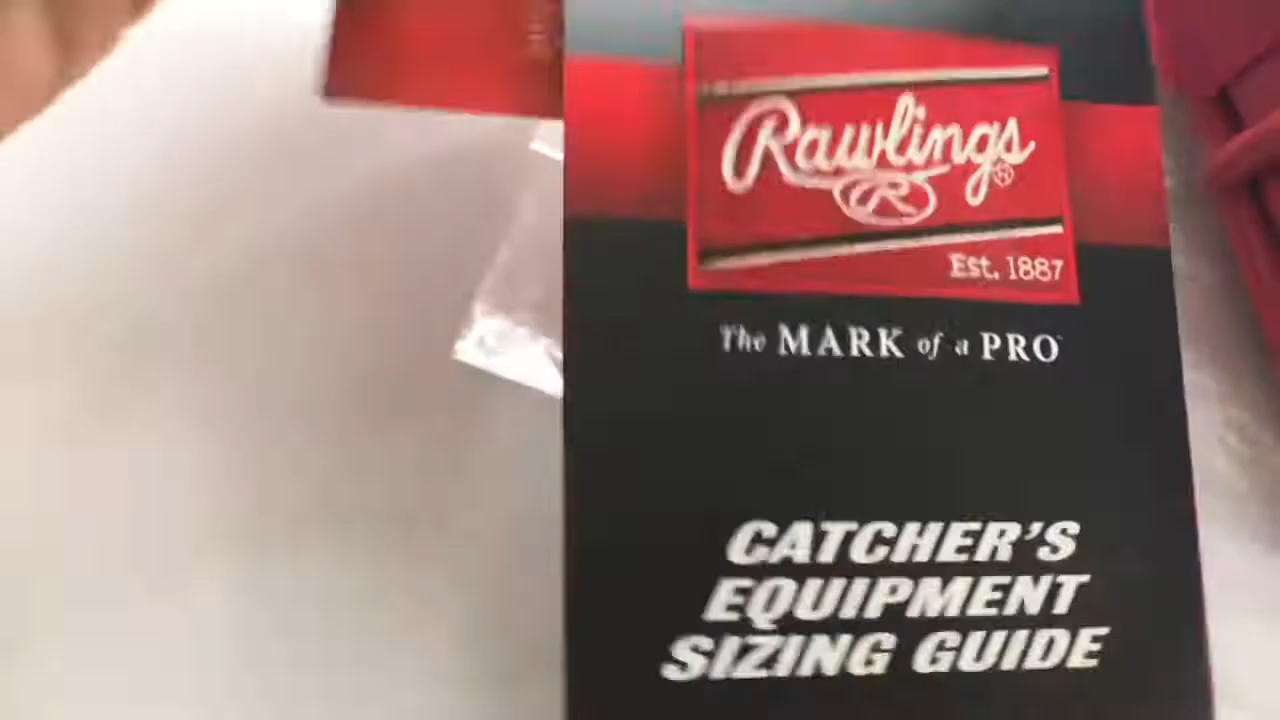 Rawlings®
R
Est. 1887
The MARK of a PRO
CATCHER'S
EQUIPMENT
SIZING GUIDE